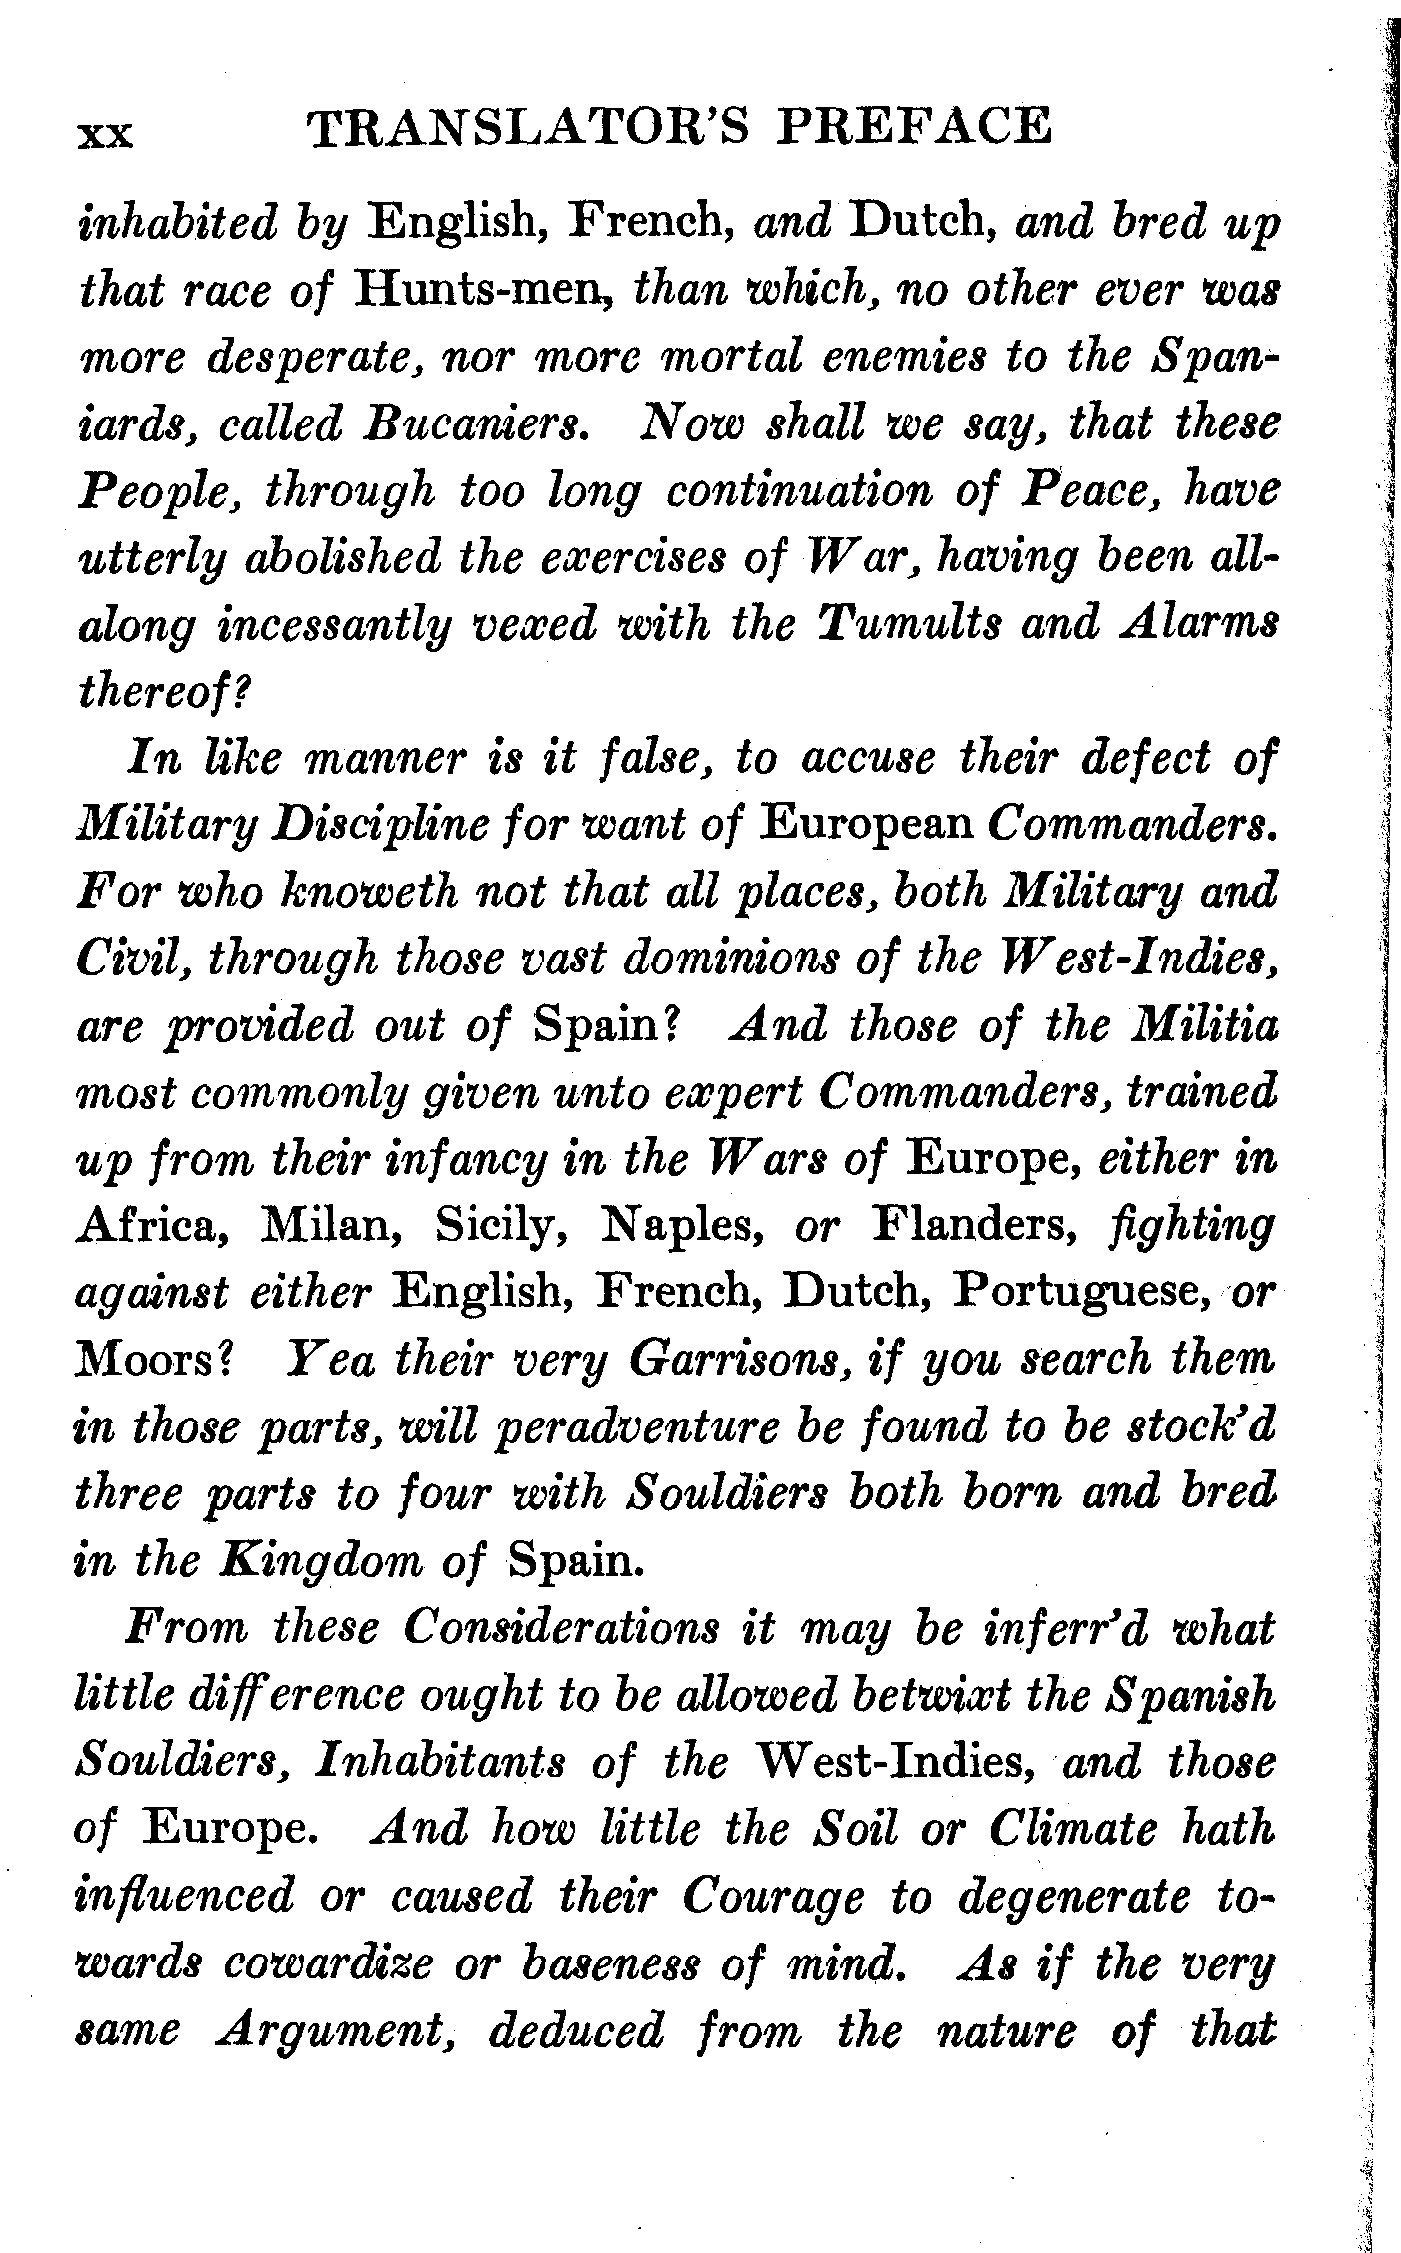 xx TRANSLATOR'S PREFACE
inhabited by English, French, and Dutch, and bred up
that race of Hunts-men, than which, no other ever was
more desperate, nor more mortal enemies to the Span-
iards, called Bucaniers. Now shall we say, that these
People, through too long continuation of Peace, have
utterly abolished the exercises of War, having been all-
along incessantly vexed with the Tumults and Alarms
thereof?
In like manner is it false, to accuse their defect of
Military Discipline for want of European Commanders.
For who knoweth not that all places, both Military and
Civil, through those vast dominions of the West-Indies,
are provided out of Spain? And those of the Militia
most commonly given unto expert Commanders, trained
up from their infancy in the Wars of Europe, either in
Africa, Milan, Sicily, Naples, or Flanders, fighting
against either English, French, Dutch, Portuguese, or
Moors? Yea their very Garrisons, if you search them
in those parts, will peradventure be found to be stock'd
three parts to four with Souldiers both born and bred
in the Kingdom of Spain.
From these Considerations it may be inferr'd what
little difference ought to be allowed betwixt the Spanish
Souldiers, Inhabitants of the West-Indies, and those
of Europe. And how little the Soil or Climate hath
influenced or caused their Courage to degenerate to-
wards cowardize or baseness of mind. As if the very
same Argument, deduced from the nature of that